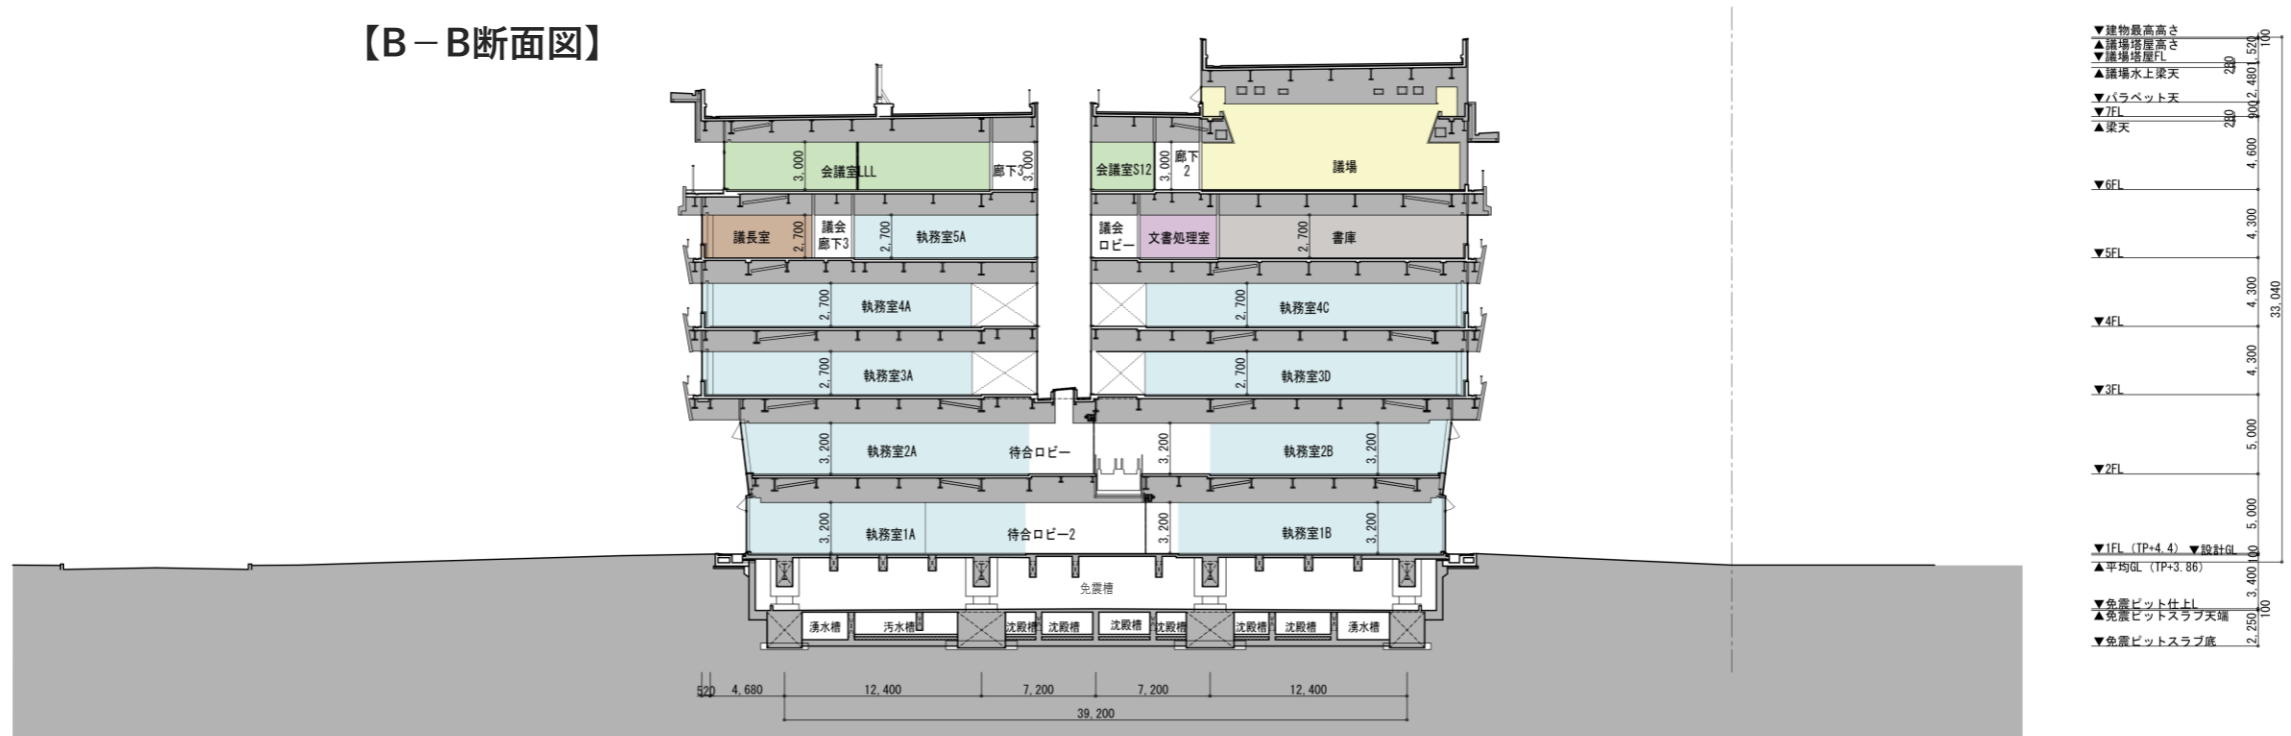 【B－B断面図】
会議室LLL
3,000
廊下3
3,000
会議室S12
3,000
廊下
2
議場
議長室
2,700
議会
廊下3
2,700
執務室5A
議会
ロビー
文書処理室
2,700
書庫
2,700
執務室4A
2,700
執務室4C
2,700
執務室3A
2,700
執務室3D
3,200
執務室2A
待合ロビー
3,200
執務室2B
3,200
3,200
執務室1A
待合ロビー2
3,200
執務室1B
3,200
免震槽
湧水槽
汚水槽
沈殿槽
沈殿槽
沈殿槽
沈殿槽
沈殿槽
沈殿槽
湧水槽
520
4,680
12,400
7,200
7,200
12,400
39,200
▼建物最高高さ
▲議場塔屋高さ
▼議場塔屋FL
▲議場水上梁天
▼パラペット天
▼7FL
▲梁天
▼6FL
▼5FL
▼4FL
▼3FL
▼2FL
▼1FL (TP+4.4) ▼設計GL
▲平均GL (TP+3.86)
▼免震ピット仕上L
▲免震ピットスラブ天端
▼免震ピットスラブ底
100
1,520
280
2,480
900
280
4,600
4,300
4,300
4,300
5,000
5,000
100
3,400
100
2,250
33,040